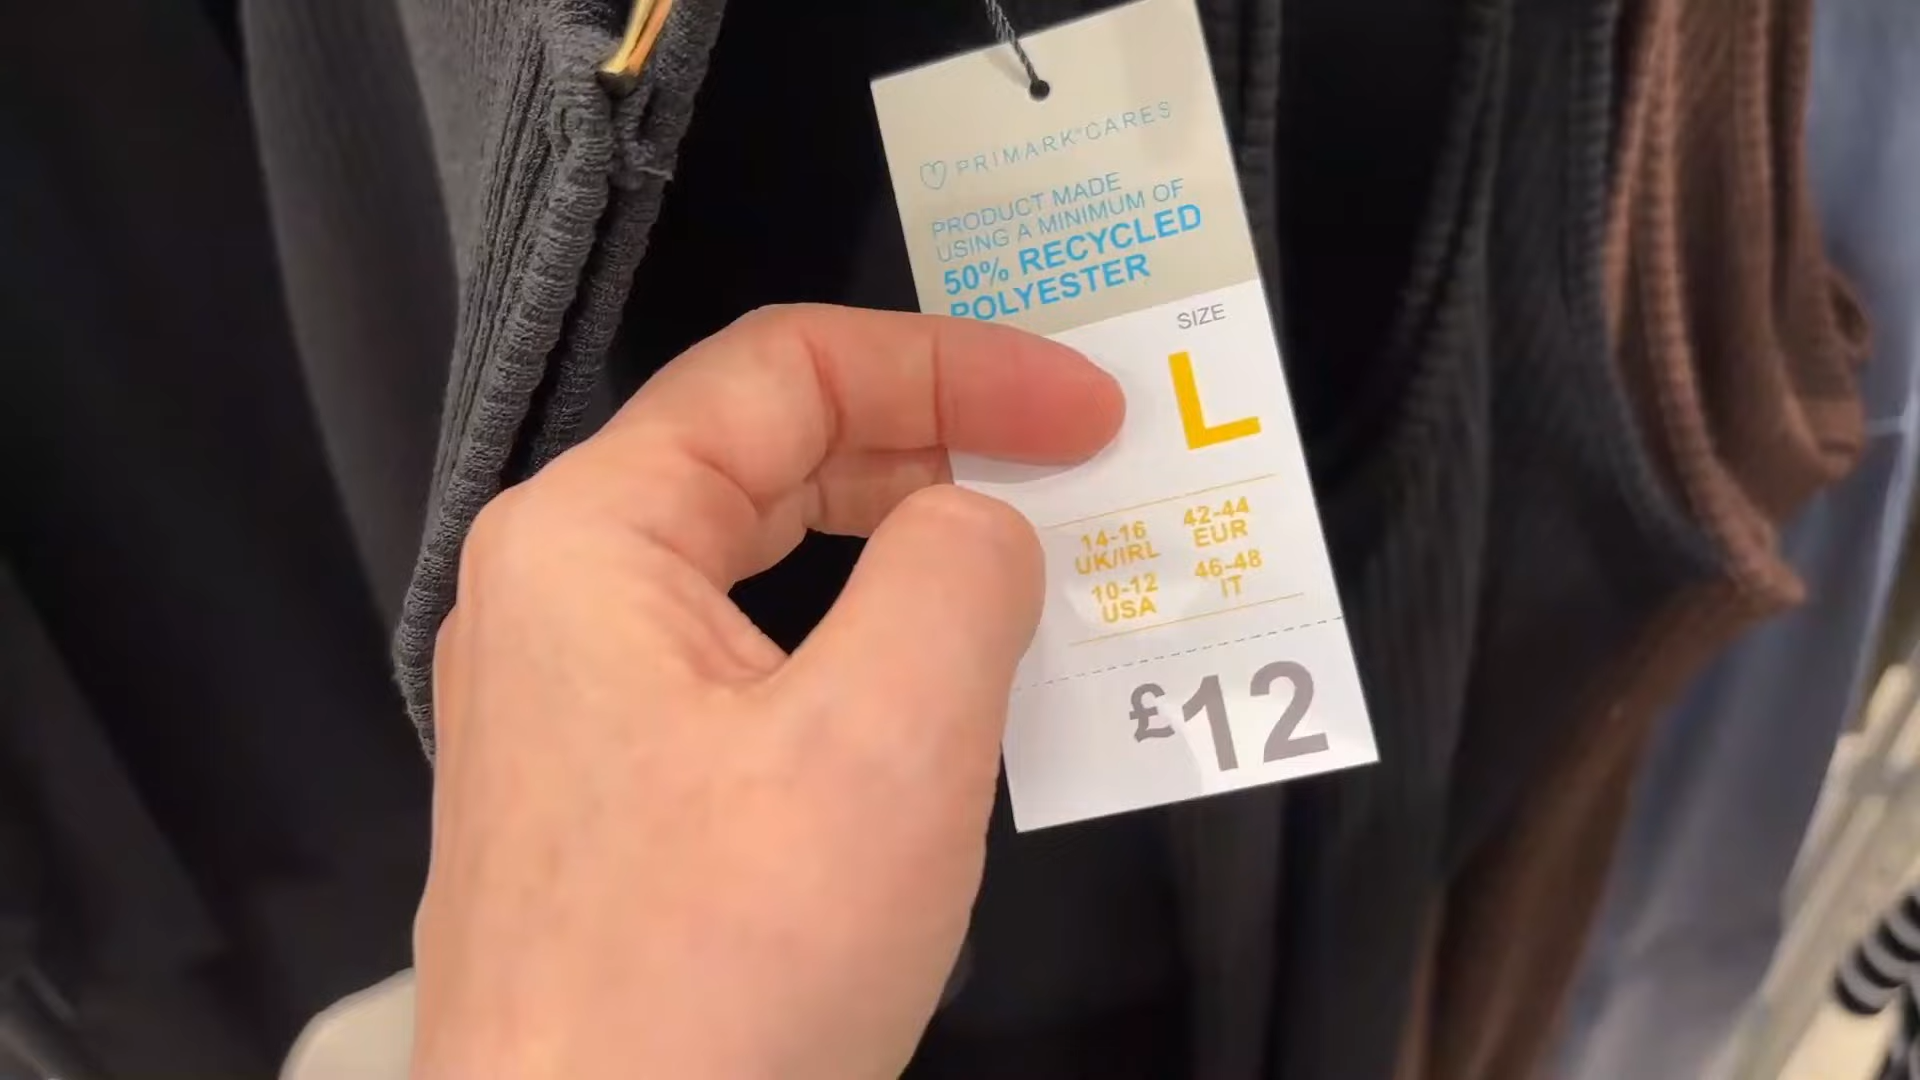 PRIMARK®CARES
PRODUCT MADE
USING A MINIMUM OF
50% RECYCLED
POLYESTER
SIZE
L
14-16
UK/IRL
42-44
EUR
10-12
USA
46-48
IT
£12